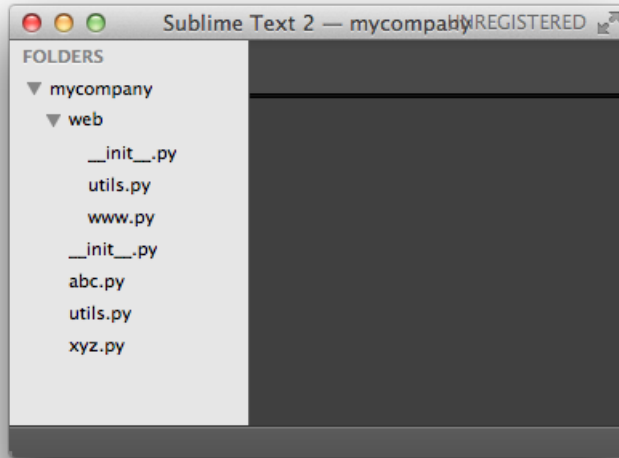 Sublime Text 2 — mycompany UNREGISTERED
FOLDERS
mycompany
web
__init__.py
utils.py
www.py
__init__.py
abc.py
utils.py
xyz.py